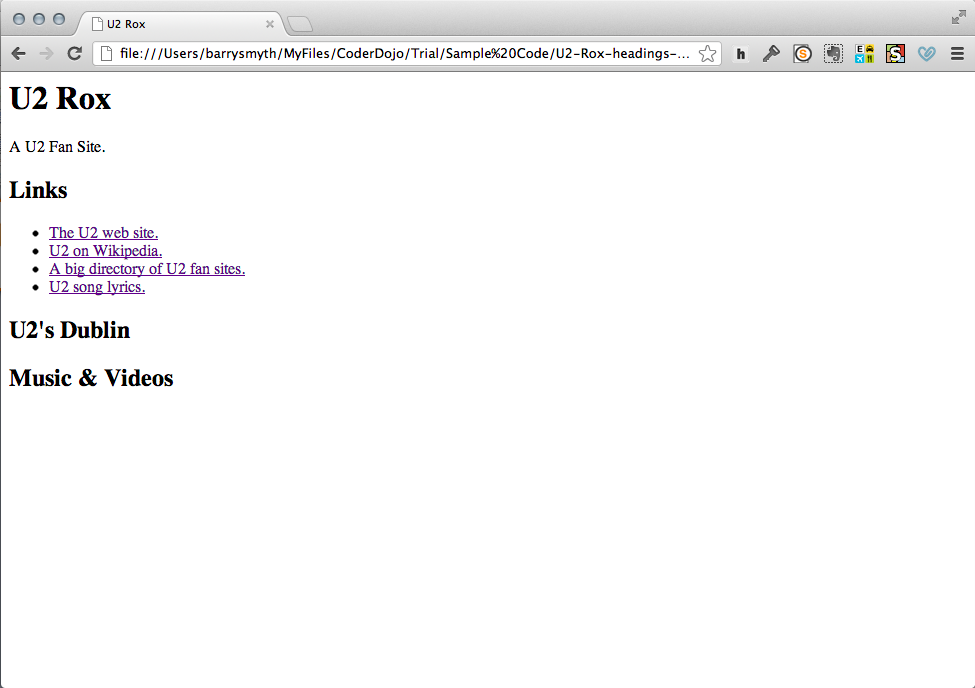 U2 Rox
file:///Users/barrysmyth/MyFiles/CoderDojo/Trial/Sample%20Code/U2-Rox-headings-...
U2 Rox
A U2 Fan Site.
Links
The U2 web site.
U2 on Wikipedia.
A big directory of U2 fan sites.
U2 song lyrics.
U2's Dublin
Music & Videos